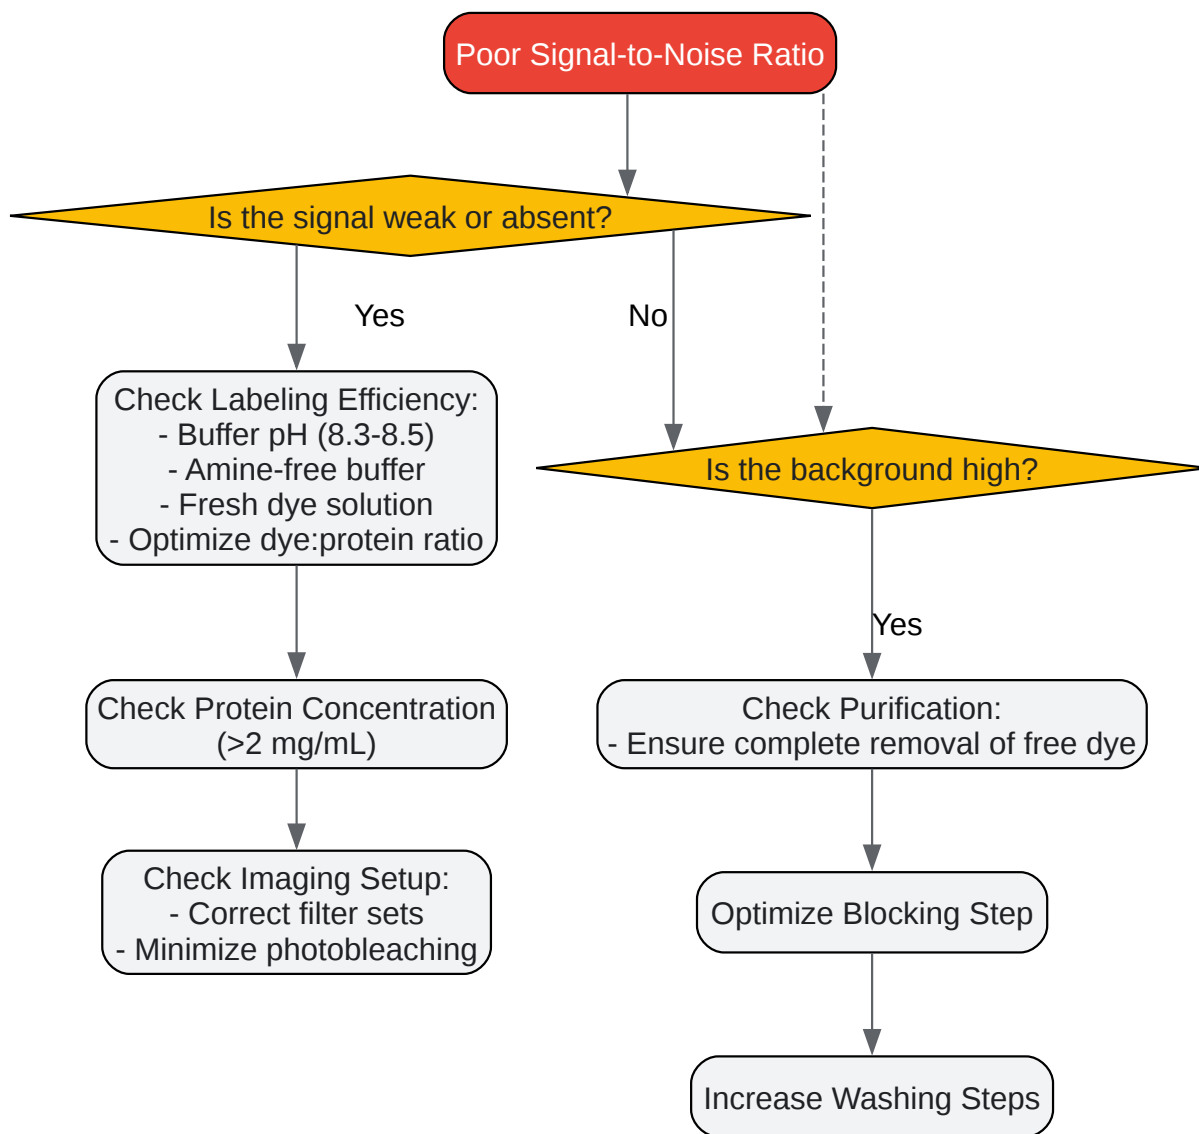 Poor Signal-to-Noise Ratio
Is the signal weak or absent?
Yes
No
Check Labeling Efficiency:
- Buffer pH (8.3-8.5)
- Amine-free buffer
- Fresh dye solution
- Optimize dye:protein ratio
Is the background high?
Yes
Check Protein Concentration
(>2 mg/mL)
Check Purification:
- Ensure complete removal of free dye
Check Imaging Setup:
- Correct filter sets
- Minimize photobleaching
Optimize Blocking Step
Increase Washing Steps